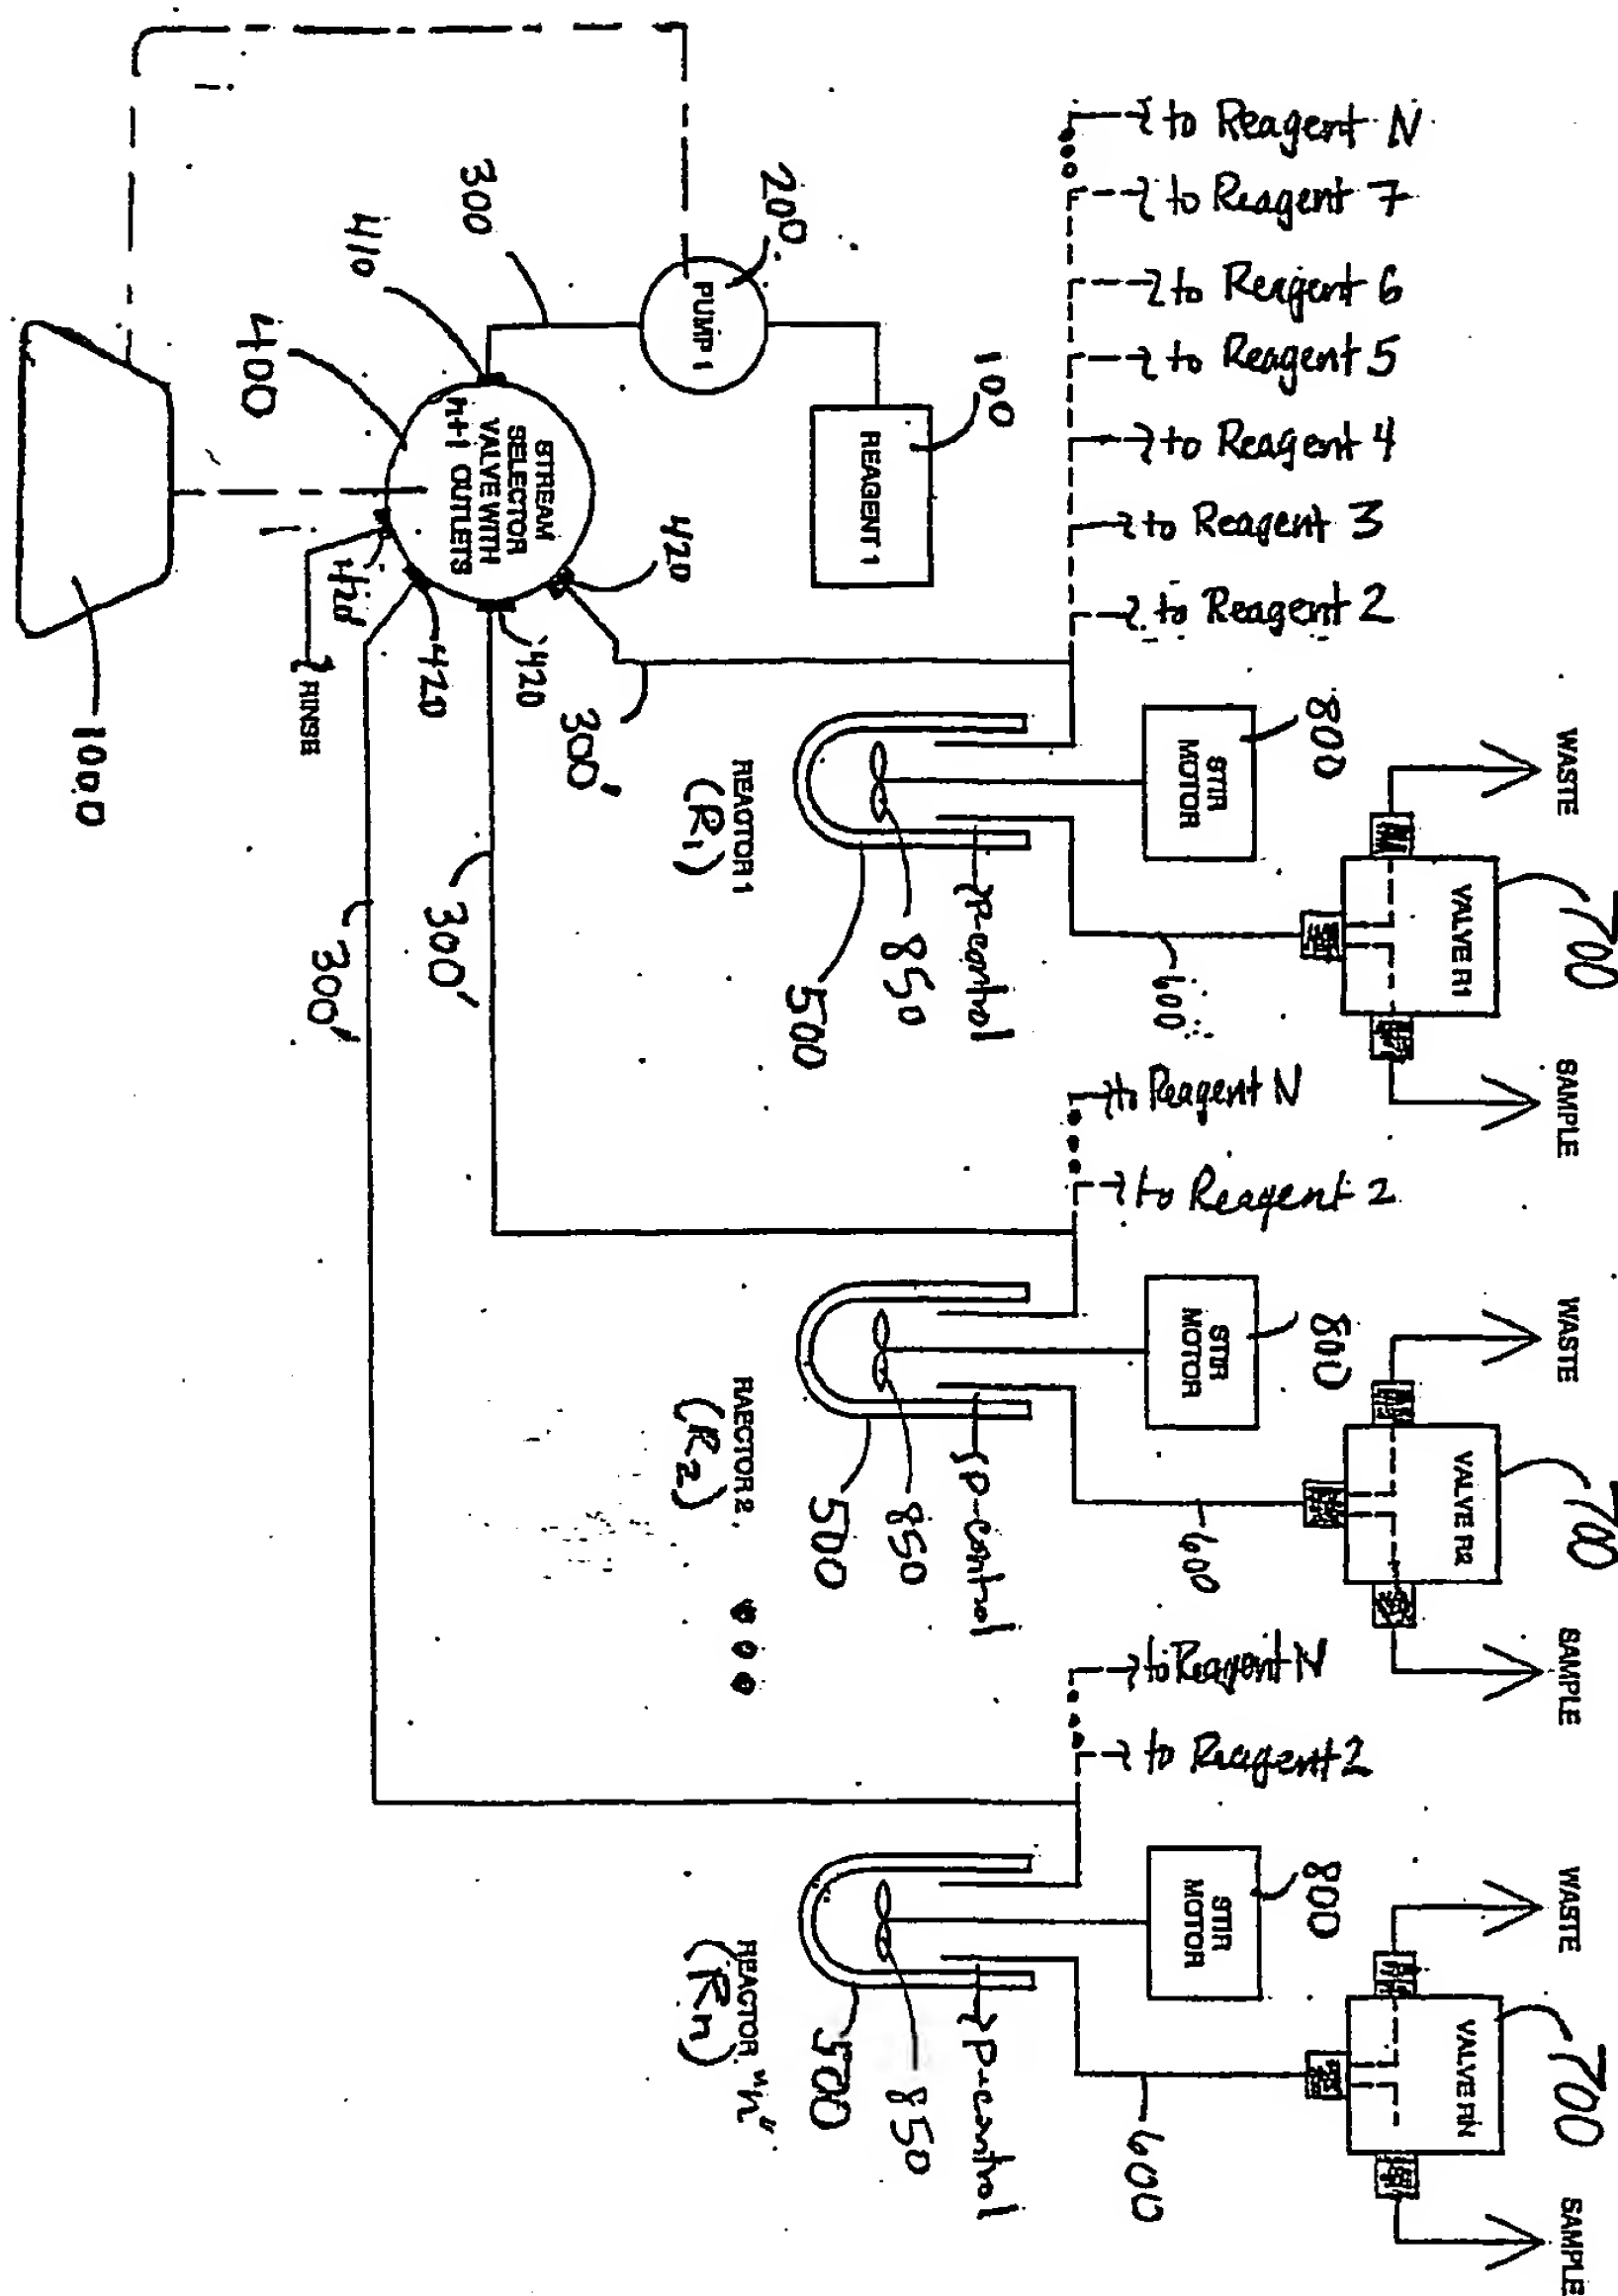 to Reagent N
to Reagent 7
to Reagent 6
to Reagent 5
to Reagent 4
to Reagent 3
to Reagent 2
WASTE
SAMPLE
700
VALVE R1
800
STIR
MOTOR
600
P-control
850
500
REACTOR 1
(R1)
to Reagent N
to Reagent 2
WASTE
SAMPLE
700
VALVE R2
800
STIR
MOTOR
600
P-control
850
500
RAECTOR 2
(R2)
to Reagent N
to Reagent 2
WASTE
SAMPLE
700
VALVE RN
800
STIR
MOTOR
600
P-control
850
500
REACTOR "n"
(Rn)
100
REAGENT 1
200
PUMP 1
300
410
400
STREAM
SELECTOR
VALVE WITH
n+1 OUTLETS
420
420
420
420
RINSE
300'
300'
300'
1000